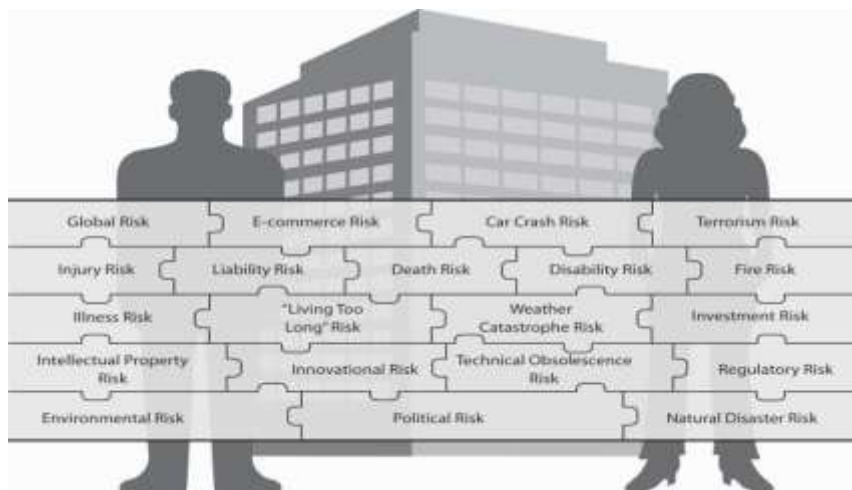 Global Risk
E-commerce Risk
Car Crash Risk
Terrorism Risk
Injury Risk
Liability Risk
Death Risk
Disability Risk
Fire Risk
Illness Risk
"Living Too
Long" Risk
Weather
Catastrophe Risk
Investment Risk
Intellectual Property
Risk
Innovational Risk
Technical Obsolescence
Risk
Regulatory Risk
Environmental Risk
Political Risk
Natural Disaster Risk